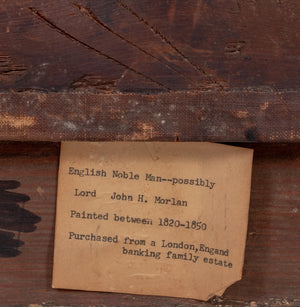 English Noble Man--possibly
Lord John H. Morlan
Painted between 1820-1850
Purchased from a London,Engand
banking family estate